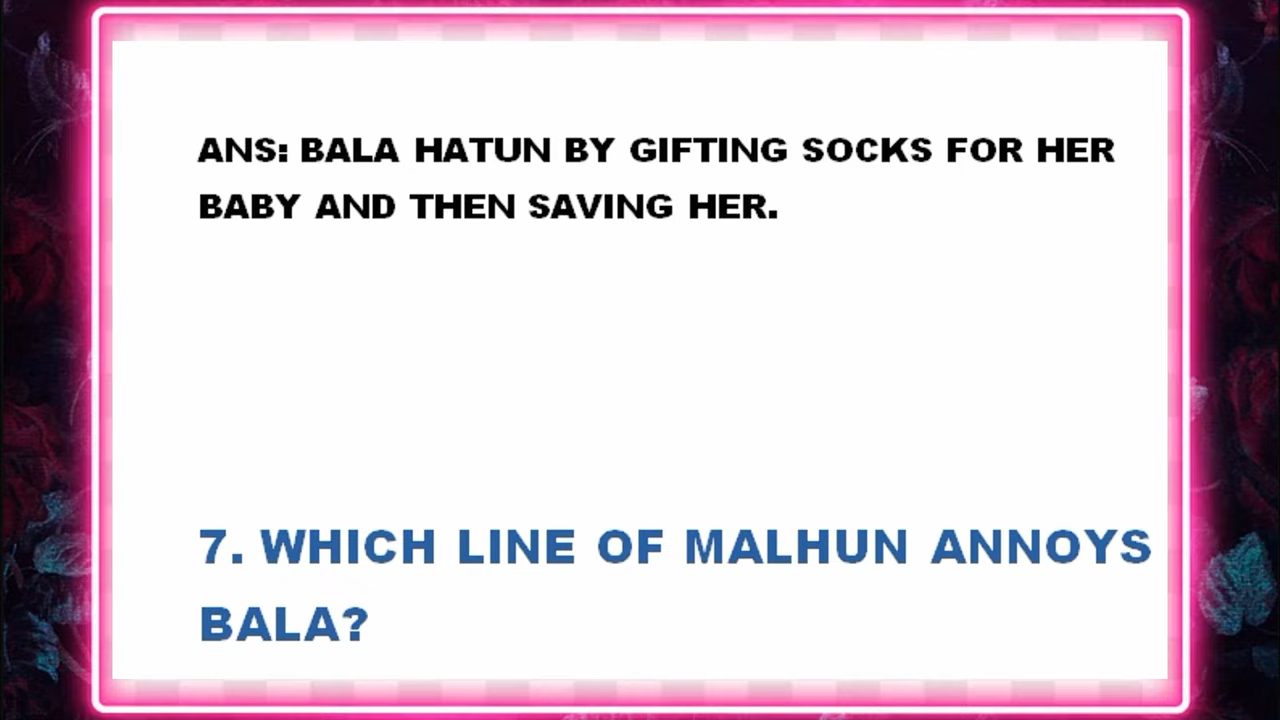 ANS: BALA HATUN BY GIFTING SOCKS FOR HER
BABY AND THEN SAVING HER.
7. WHICH LINE OF MALHUN ANNOYS
BALA?